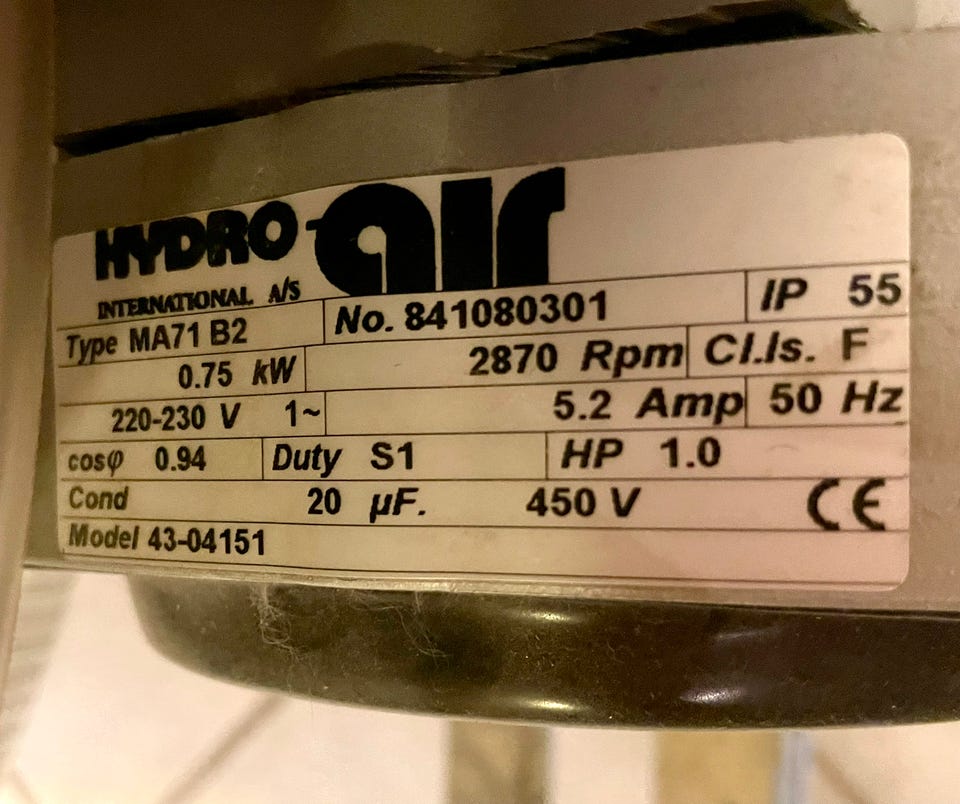 HYDRO air
INTERNATIONAL A/S
Type MA71 B2 No. 841080301 IP 55
0.75 kW 2870 Rpm Cl.Is. F
220-230 V 1~ 5.2 Amp 50 Hz
cosφ 0.94 Duty S1 HP 1.0
Cond 20 µF. 450 V CE
Model 43-04151